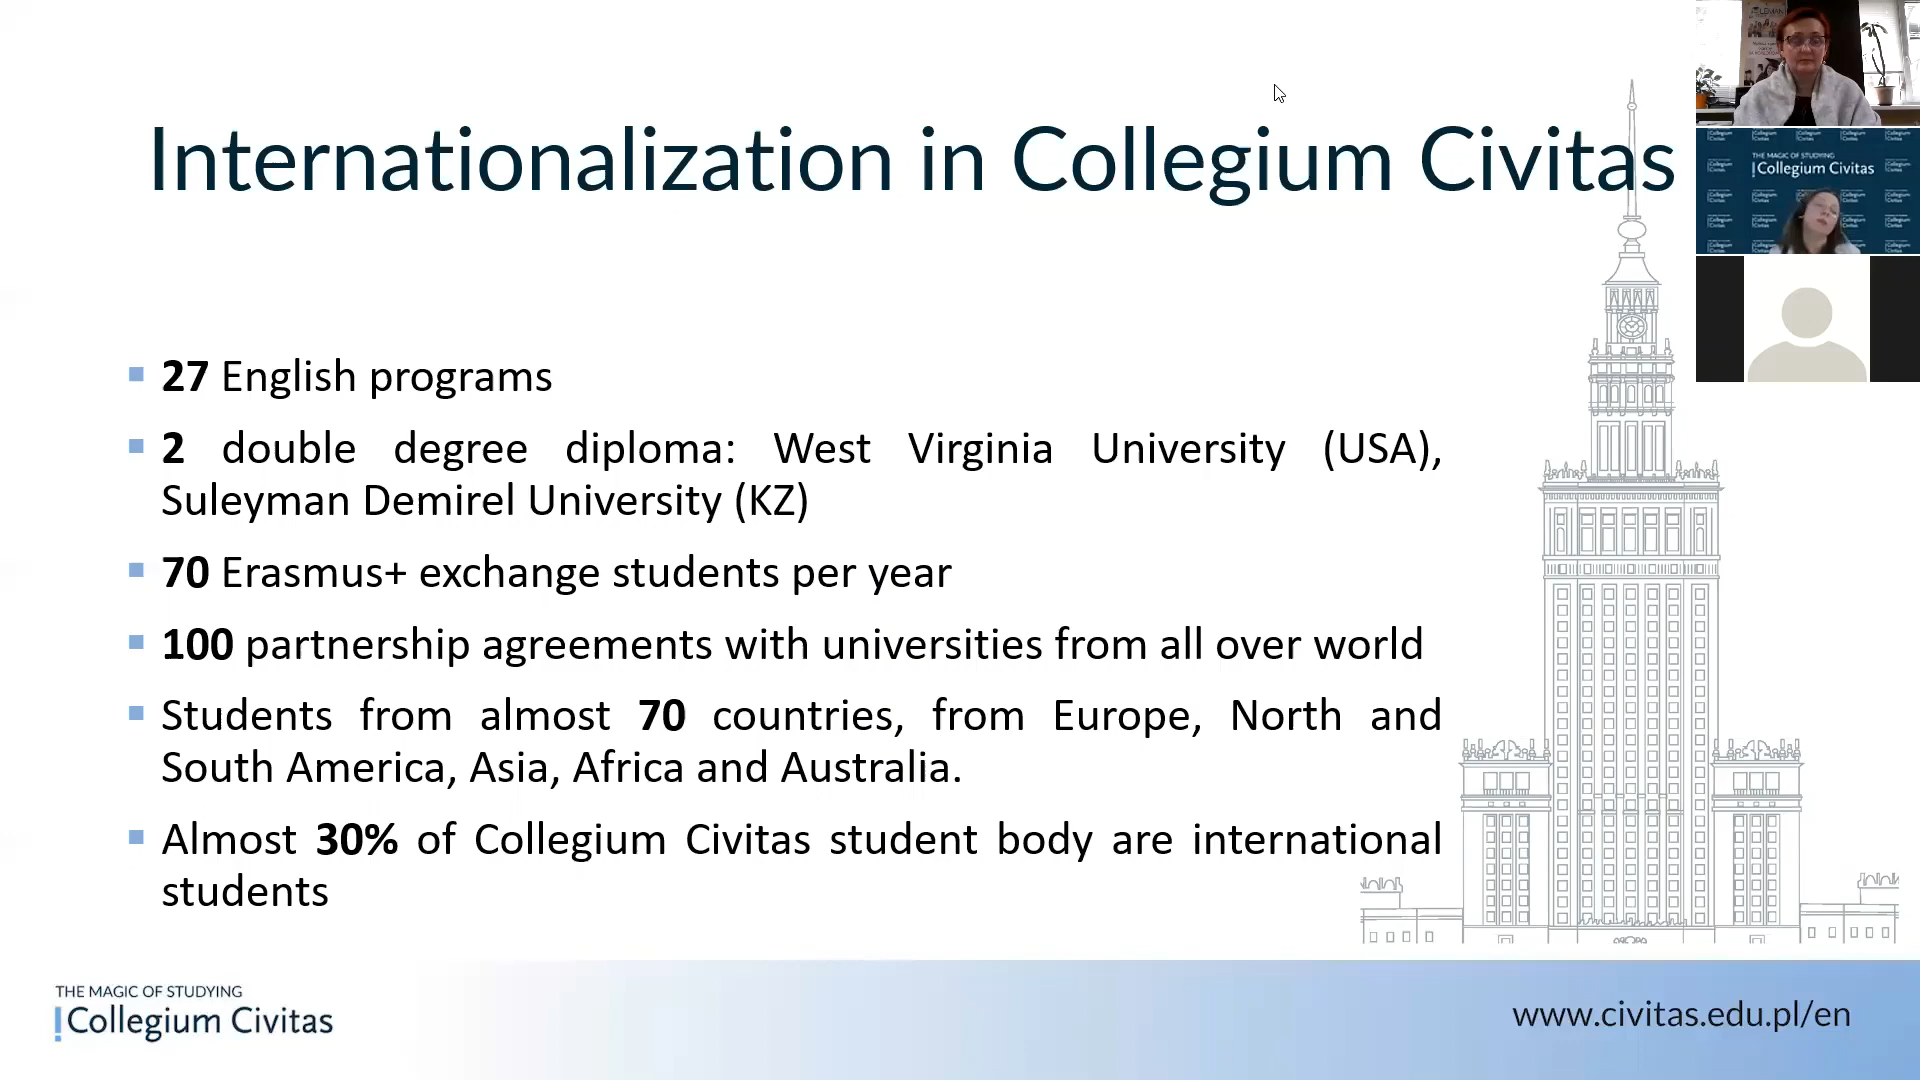 Internationalization in Collegium Civitas
27 English programs
2 double degree diploma: West Virginia University (USA),
Suleyman Demirel University (KZ)
70 Erasmus+ exchange students per year
100 partnership agreements with universities from all over world
Students from almost 70 countries, from Europe, North and
South America, Asia, Africa and Australia.
Almost 30% of Collegium Civitas student body are international
students
THE MAGIC OF STUDYING
Collegium Civitas
www.civitas.edu.pl/en
THE MAGIC OF STUDYING
Collegium Civitas